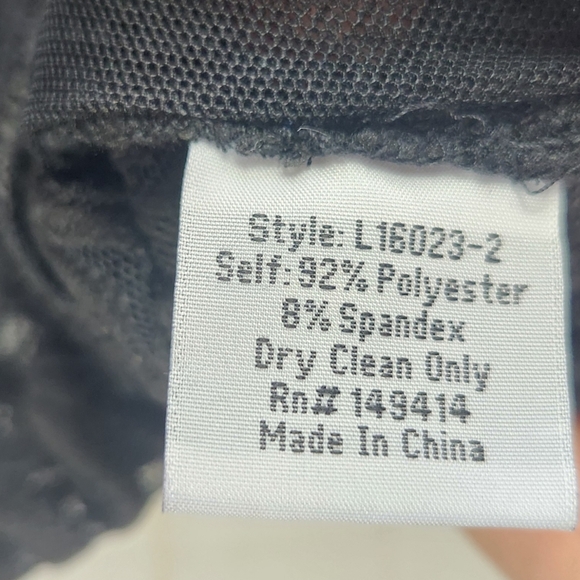 Style: L16023-2
Self: 92% Polyester
8% Spandex
Dry Clean Only
Rn# 149414
Made In China